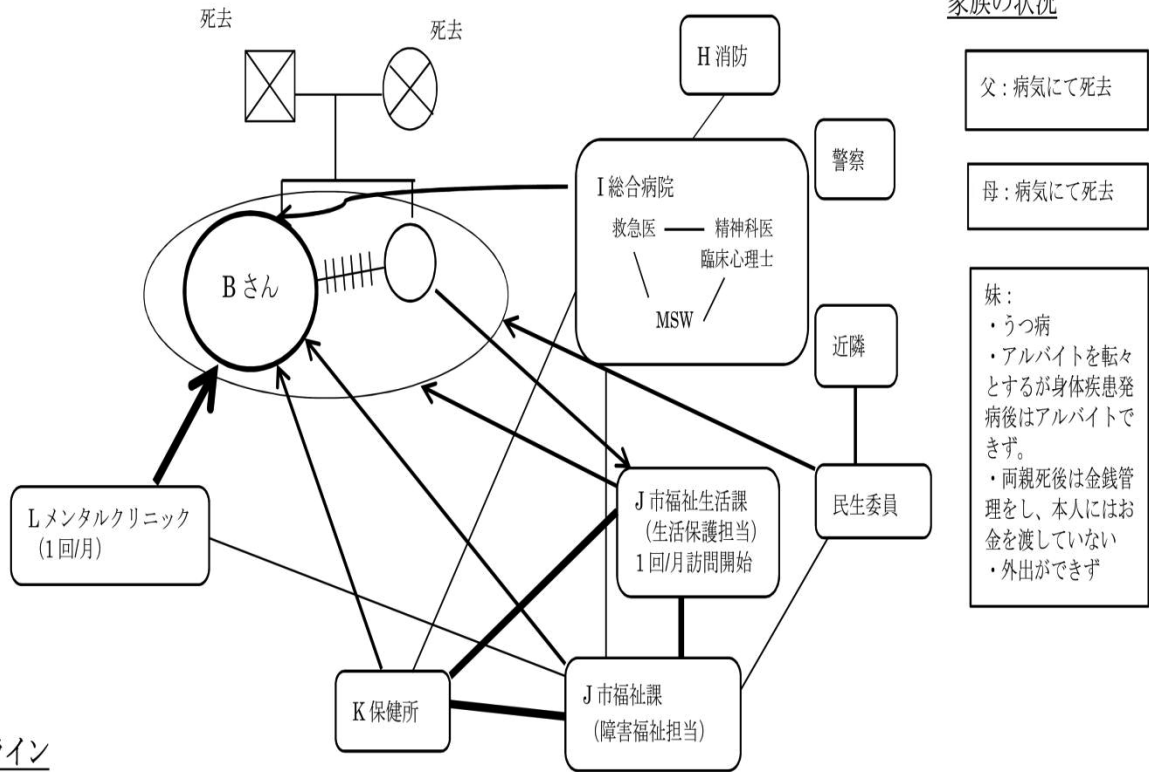 家族の状況
死去
死去
H 消防
父：病気にて死去
警察
I 総合病院
救急医
精神科医
臨床心理士
MSW
母：病気にて死去
B さん
近隣
妹：
・うつ病
・アルバイトを転々
とするが身体疾患発
病後はアルバイトで
きず。
・両親死後は金銭管
理をし、本人にはお
金を渡していない
・外出ができず
L メンタルクリニック
(1 回/月)
J 市福祉生活課
(生活保護担当)
1 回/月訪問開始
民生委員
K 保健所
J 市福祉課
(障害福祉担当)
イン